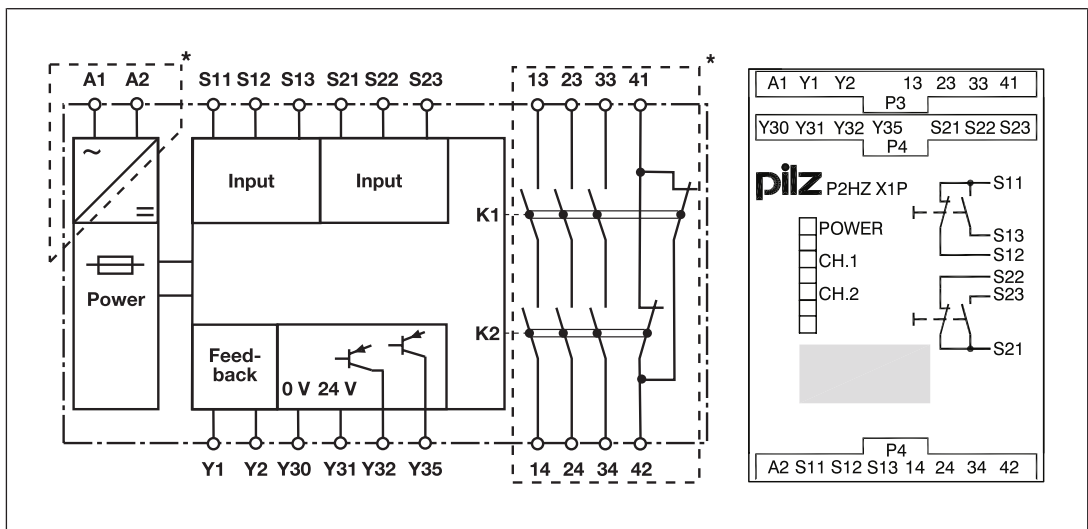 *
*
A1 A2 S11 S12 S13 S21 S22 S23 13 23 33 41
~
=
Input
Input
K1
Power
K2
Feed-
back
0 V 24 V
Y1 Y2 Y30 Y31 Y32 Y35 14 24 34 42
A1 Y1 Y2 13 23 33 41
P3
Y30 Y31 Y32 Y35 S21 S22 S23
P4
pilz P2HZ X1P
S11
POWER
S13
CH.1
S12
S22
CH.2
S23
S21
P4
A2 S11 S12 S13 14 24 34 42